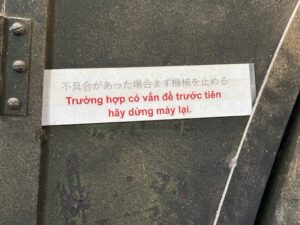 不具合があった場合まず機械を止める
Trường hợp có vấn đề trước tiên
hãy dừng máy lại.